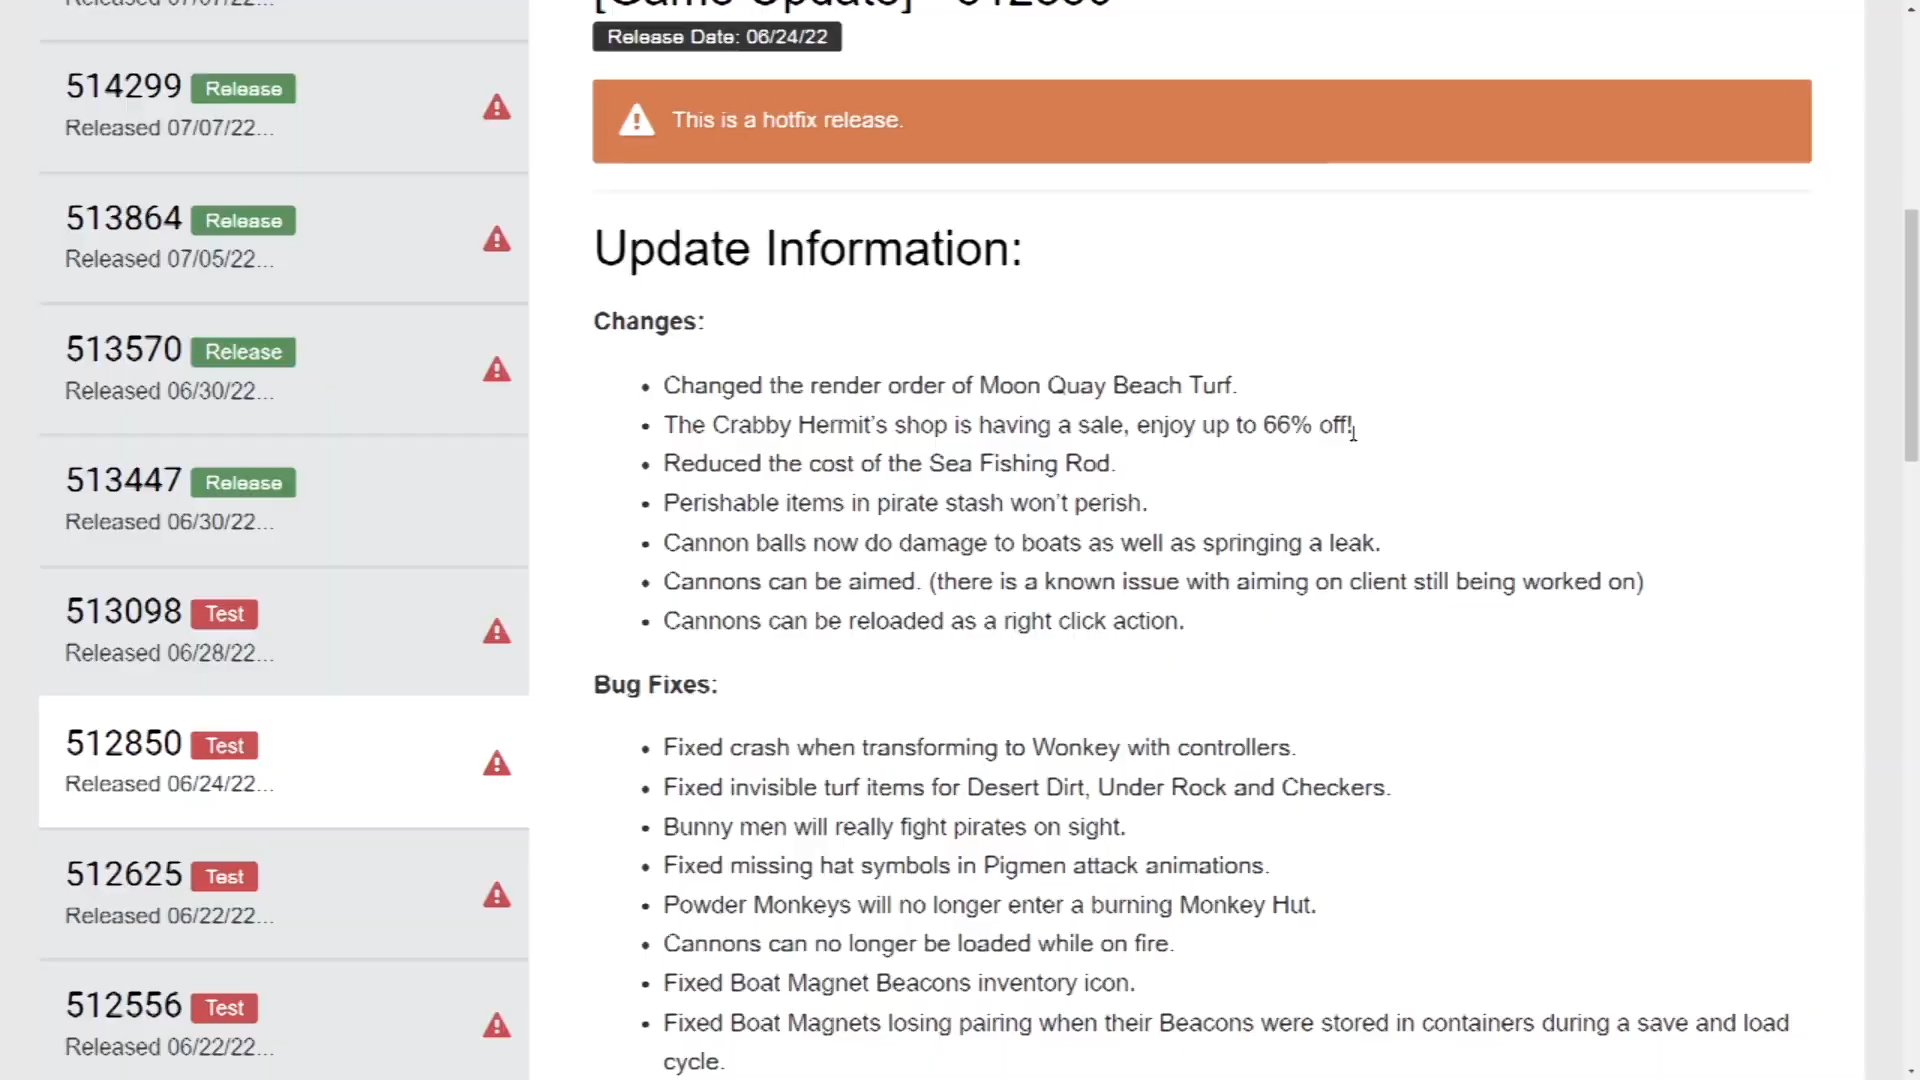 514299 Release
Released 07/07/22...
513864 Release
Released 07/05/22...
513570 Release
Released 06/30/22...
513447 Release
Released 06/30/22...
513098 Test
Released 06/28/22...
512850 Test
Released 06/24/22...
512625 Test
Released 06/22/22...
512556 Test
Released 06/22/22...
Release Date: 06/24/22
This is a hotfix release.
Update Information:
Changes:
• Changed the render order of Moon Quay Beach Turf.
• The Crabby Hermit’s shop is having a sale, enjoy up to 66% off!
• Reduced the cost of the Sea Fishing Rod.
• Perishable items in pirate stash won’t perish.
• Cannon balls now do damage to boats as well as springing a leak.
• Cannons can be aimed. (there is a known issue with aiming on client still being worked on)
• Cannons can be reloaded as a right click action.
Bug Fixes:
• Fixed crash when transforming to Wonkey with controllers.
• Fixed invisible turf items for Desert Dirt, Under Rock and Checkers.
• Bunny men will really fight pirates on sight.
• Fixed missing hat symbols in Pigmen attack animations.
• Powder Monkeys will no longer enter a burning Monkey Hut.
• Cannons can no longer be loaded while on fire.
• Fixed Boat Magnet Beacons inventory icon.
• Fixed Boat Magnets losing pairing when their Beacons were stored in containers during a save and load
cycle.